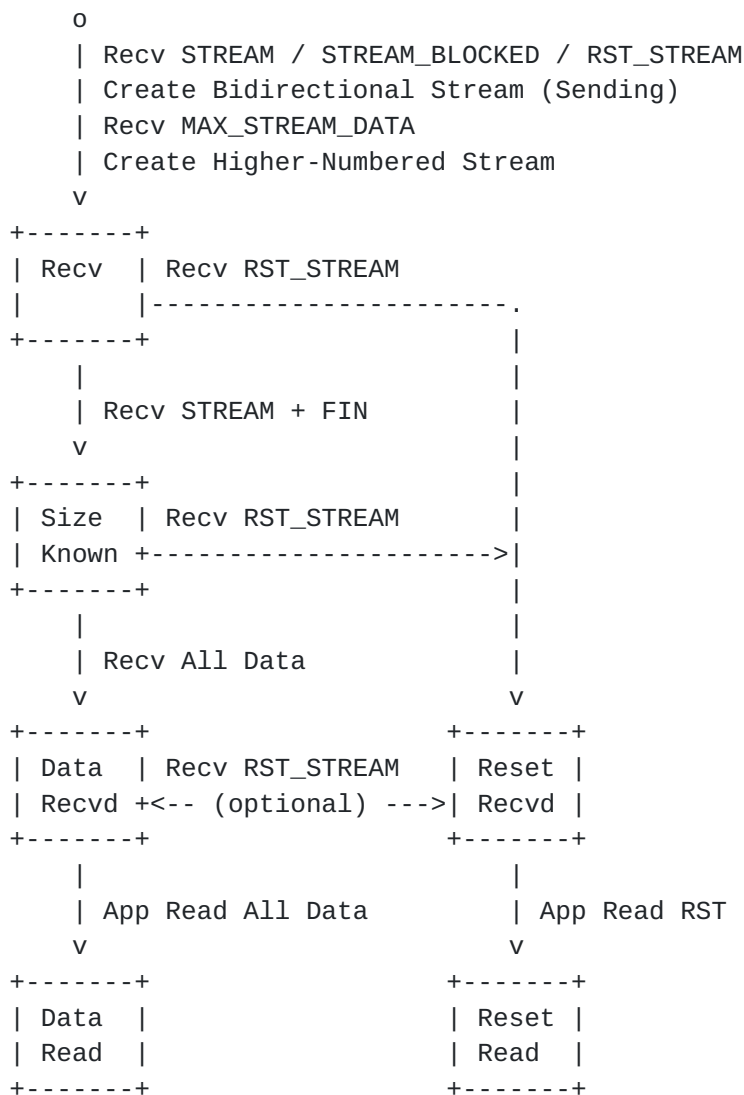 o
| Recv STREAM / STREAM_BLOCKED / RST_STREAM
| Create Bidirectional Stream (Sending)
| Recv MAX_STREAM_DATA
| Create Higher-Numbered Stream
v
+-------+
| Recv  | Recv RST_STREAM
|       |-----------------------.
+-------+                       |
    |                           |
    | Recv STREAM + FIN         |
    v                           |
+-------+                       |
| Size  | Recv RST_STREAM       |
| Known +---------------------->|
+-------+                       |
    |                           |
    | Recv All Data             |
    v                           v
+-------+                   +-------+
| Data  | Recv RST_STREAM   | Reset |
| Recvd +<-- (optional) --->| Recvd |
+-------+                   +-------+
    |                           |
    | App Read All Data         | App Read RST
    v                           v
+-------+                   +-------+
| Data  |                   | Reset |
| Read  |                   | Read  |
+-------+                   +-------+